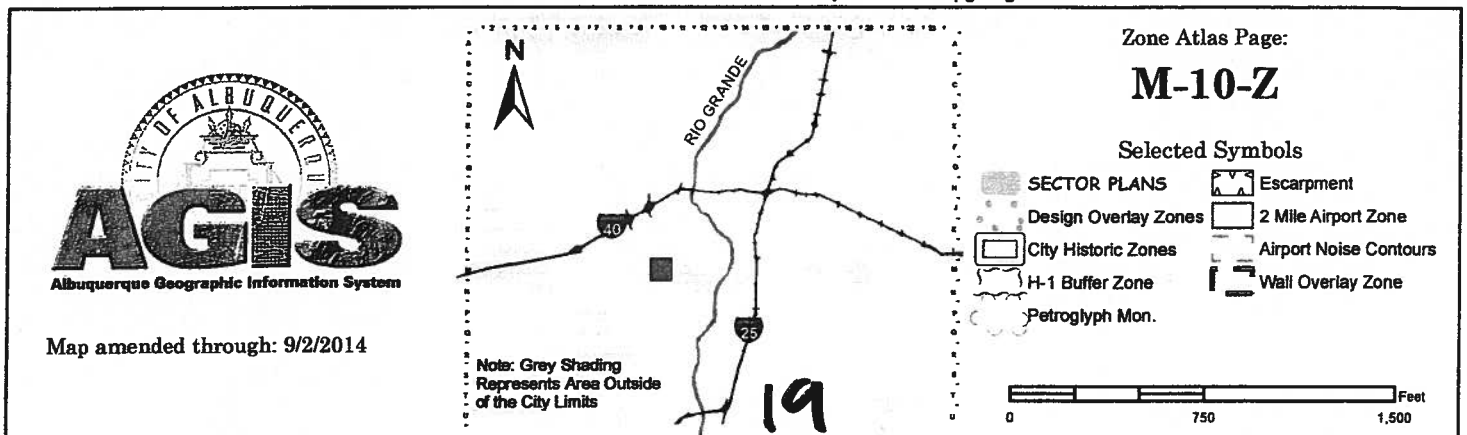 CITY OF ALBUQUERQU
AGIS
Albuquerque Geographic Information System
Map amended through: 9/2/2014
N
RIO GRANDE
40
25
Note: Grey Shading
Represents Area Outside
of the City Limits
19
Zone Atlas Page:
M-10-Z
Selected Symbols
SECTOR PLANS
Escarpment
Design Overlay Zones
2 Mile Airport Zone
City Historic Zones
Airport Noise Contours
H-1 Buffer Zone
Wall Overlay Zone
Petroglyph Mon.
Feet
0 750 1,500